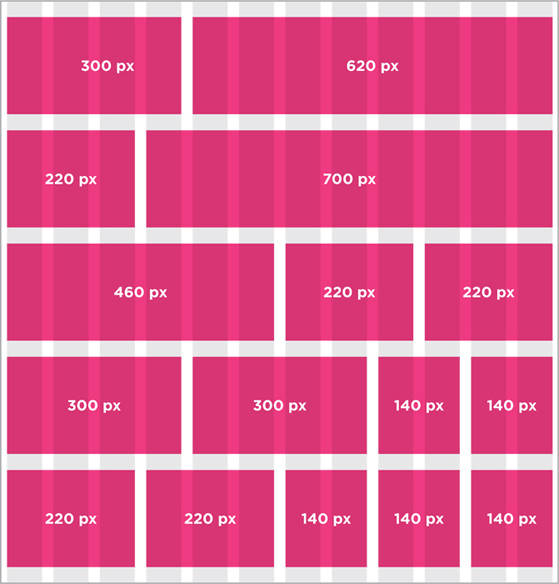 300 px 620 px
220 px 700 px
460 px 220 px 220 px
300 px 300 px 140 px 140 px
220 px 220 px 140 px 140 px 140 px